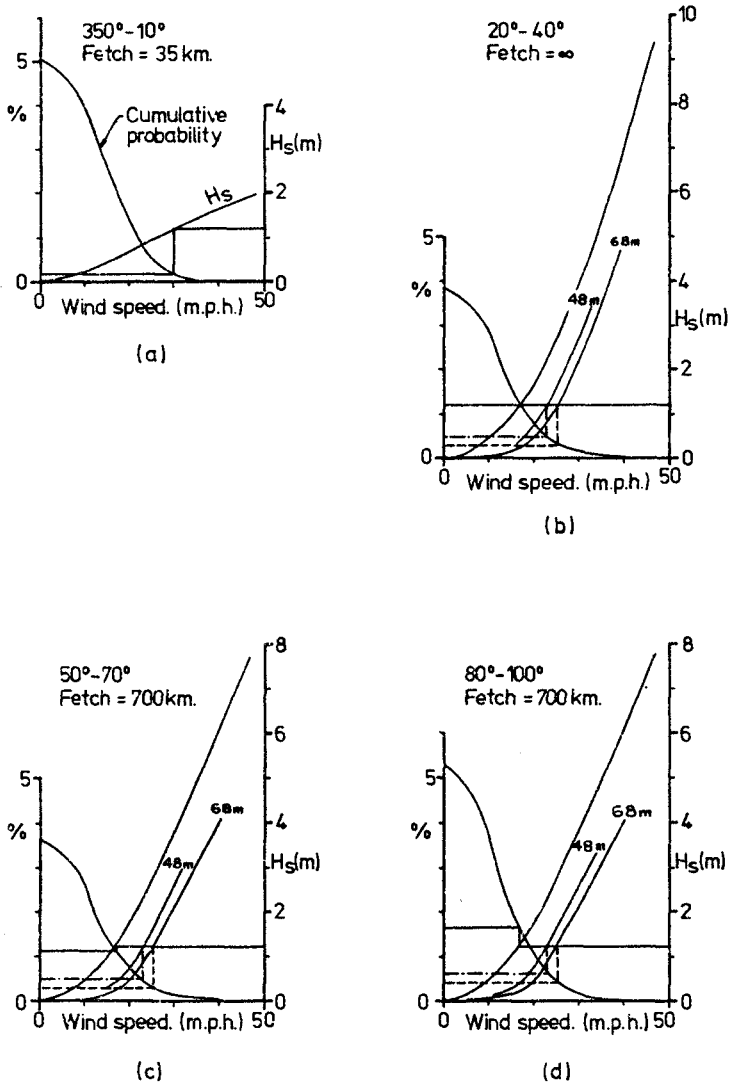 350°-10°
Fetch = 35 km.
5
%
Cumulative
probability
4
Hs(m)
Hs
2
0
0
0
50
Wind speed. (m.p.h.)
(a)
20°-40°
Fetch = ∞
10
8
6
5
68m
%
48m
4
Hs(m)
2
0
0
0
50
Wind speed. (m.p.h.)
(b)
50°-70°
Fetch = 700 km.
8
6
5
68m
%
4
48m
Hs(m)
2
0
0
0
50
Wind speed. (m.p.h.)
(c)
80°-100°
Fetch = 700 km.
8
6
5
68m
%
4
48m
Hs(m)
2
0
0
0
50
Wind speed. (m.p.h.)
(d)